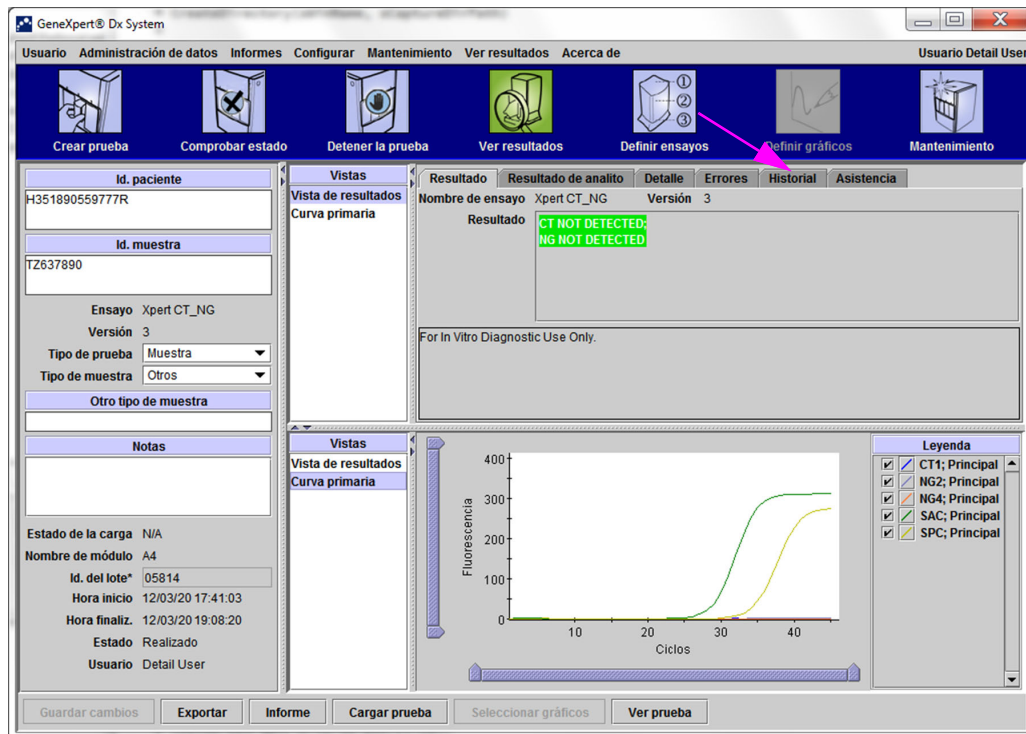 GeneXpert® Dx System
Usuario Administración de datos Informes Configurar Mantenimiento Ver resultados Acerca de Usuario Detail User
① ② ③
Crear prueba Comprobar estado Detener la prueba Ver resultados Definir ensayos Definir gráficos Mantenimiento
Id. paciente
H351890559777R
Id. muestra
TZ637890
Ensayo Xpert CT_NG
Versión 3
Tipo de prueba Muestra
Tipo de muestra Otros
Otro tipo de muestra
Notas
Estado de la carga N/A
Nombre de módulo A4
Id. del lote* 05814
Hora inicio 12/03/20 17:41:03
Hora finaliz. 12/03/20 19:08:20
Estado Realizado
Usuario Detail User
Vistas
Vista de resultados
Curva primaria
Resultado Resultado de analito Detalle Errores Historial Asistencia
Nombre de ensayo Xpert CT_NG Versión 3
Resultado CT NOT DETECTED;
NG NOT DETECTED
For In Vitro Diagnostic Use Only.
Vistas
Vista de resultados
Curva primaria
Fluorescencia
400
300
200
100
0
10 20 30 40
Ciclos
Leyenda
CT1; Principal
NG2; Principal
NG4; Principal
SAC; Principal
SPC; Principal
Guardar cambios Exportar Informe Cargar prueba Seleccionar gráficos Ver prueba